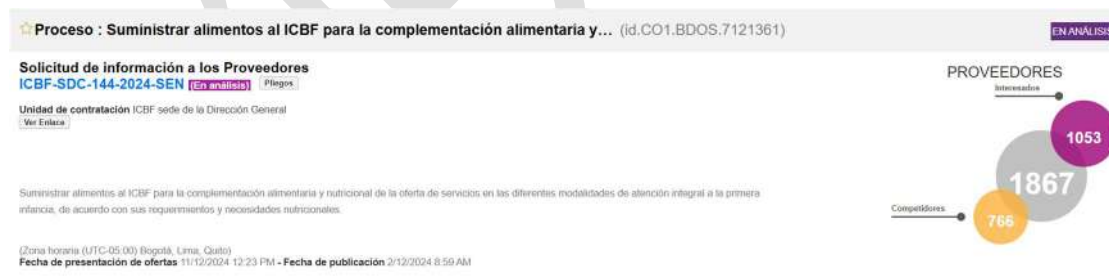 Proceso : Suministrar alimentos al ICBF para la complementación alimentaria y... (id.CO1.BDOS.7121361)
EN ANÁLISIS
Solicitud de información a los Proveedores
ICBF-SDC-144-2024-SEN (En análisis) Pliegos
Unidad de contratación ICBF sede de la Dirección General
Ver Enlace
PROVEEDORES
Interesados
1053
1867
Competidores
766
Suministrar alimentos al ICBF para la complementación alimentaria y nutricional de la oferta de servicios en las diferentes modalidades de atención integral a la primera
infancia, de acuerdo con sus requerimientos y necesidades nutricionales.
(Zona horaria (UTC-05:00) Bogotá, Lima, Quito)
Fecha de presentación de ofertas 11/12/2024 12:23 PM - Fecha de publicación 2/12/2024 8:59 AM